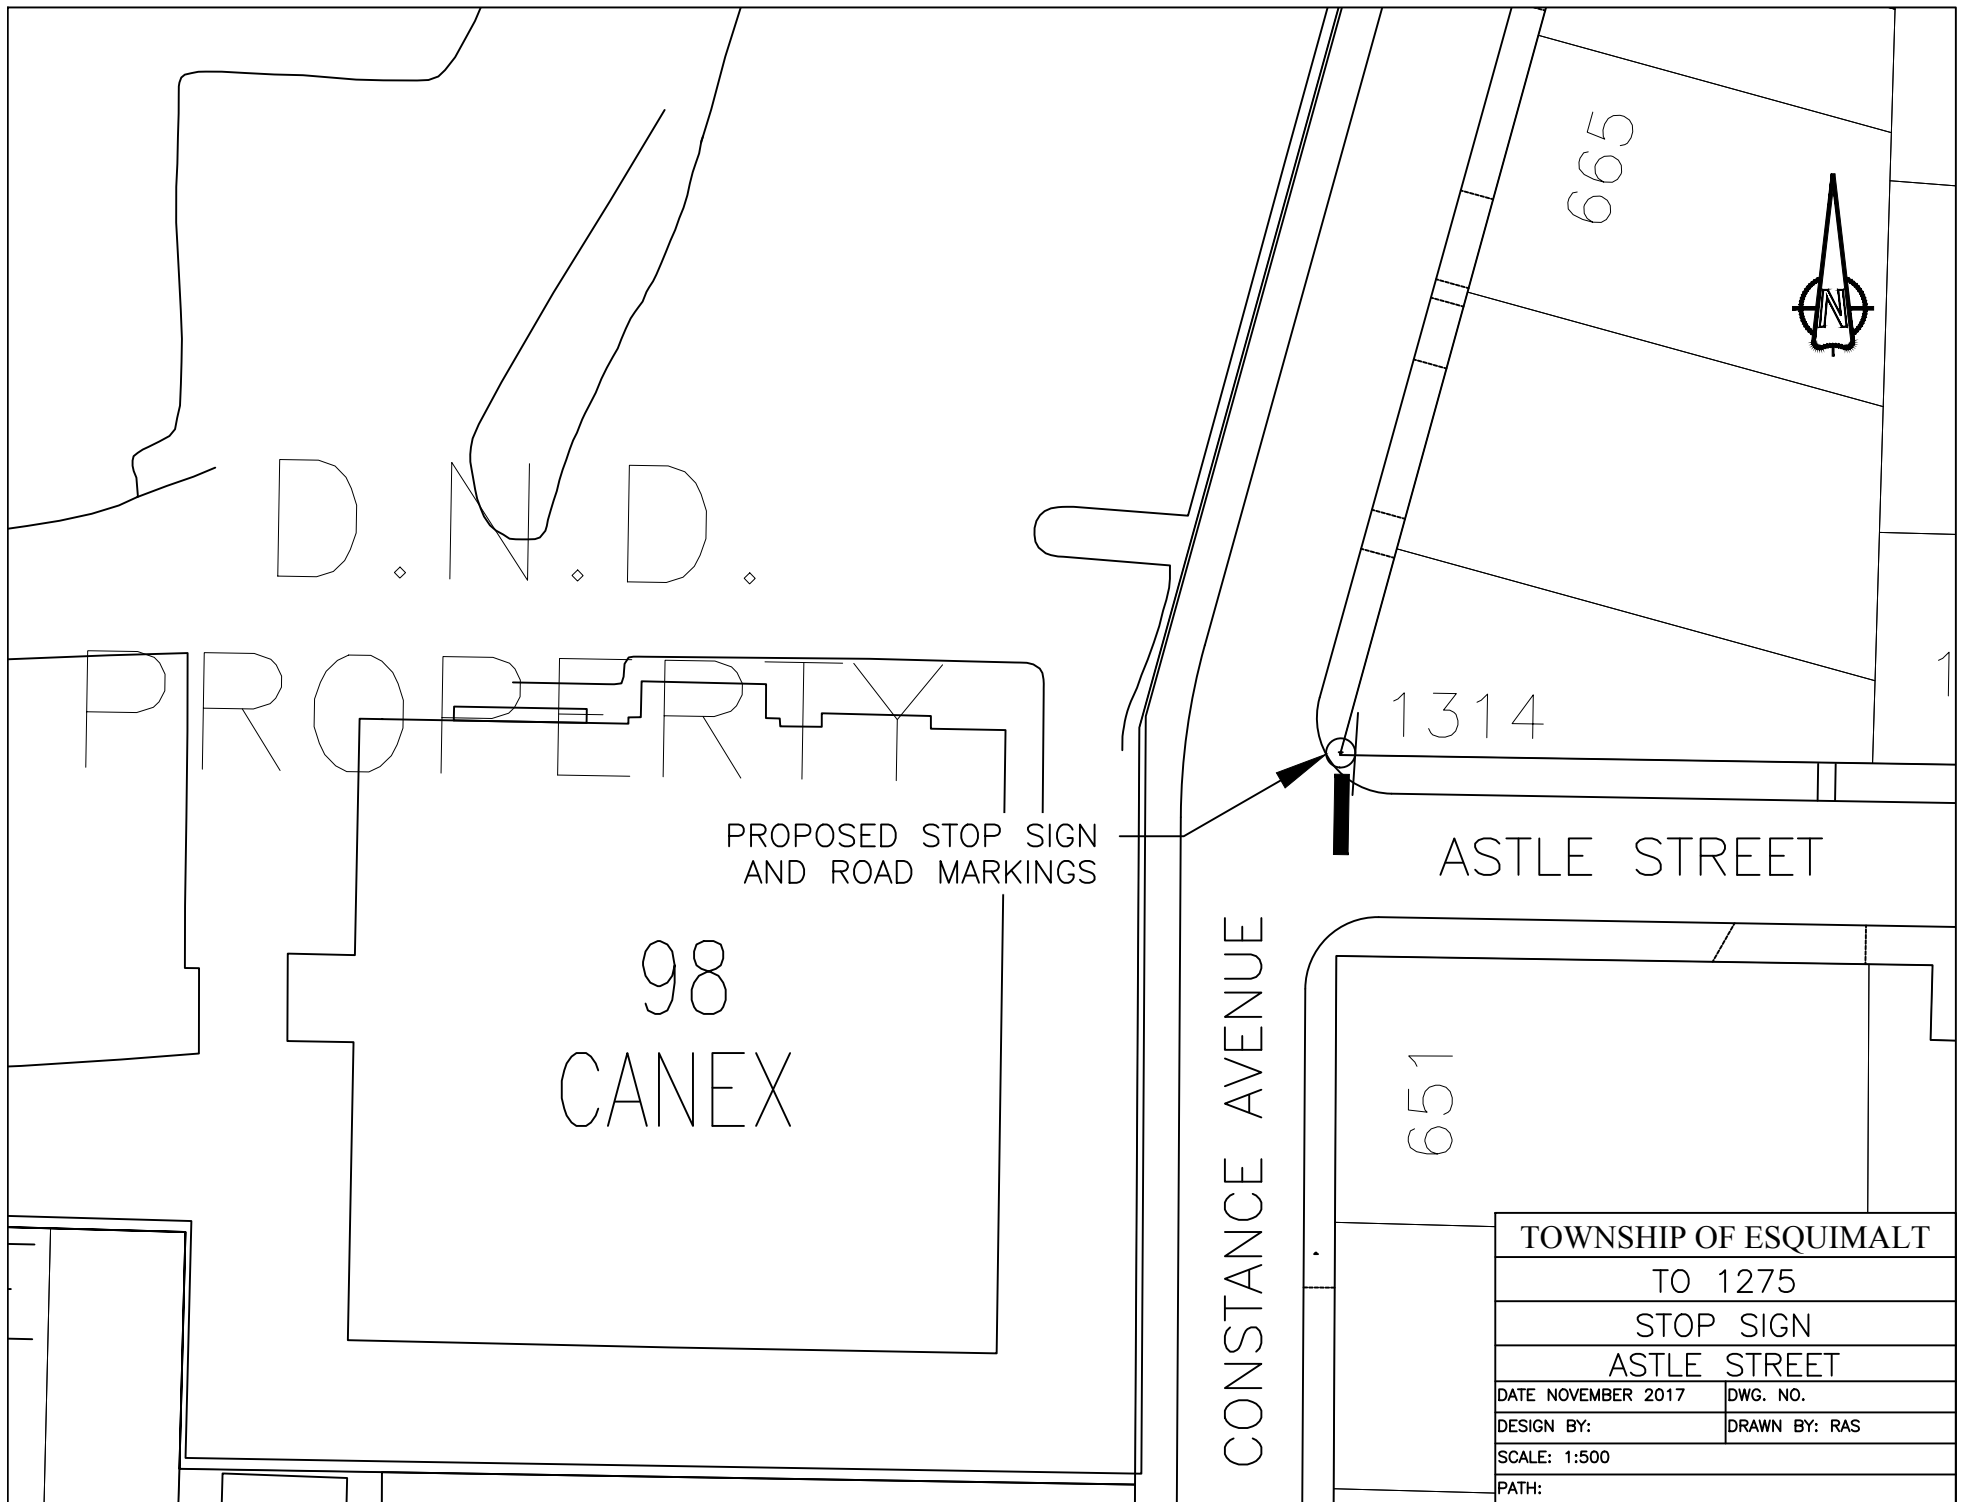 665
N
D.N.D.
PROPERTY
1314
1
PROPOSED STOP SIGN
AND ROAD MARKINGS
ASTLE STREET
98
CANEX
CONSTANCE AVENUE
651
TOWNSHIP OF ESQUIMALT
TO 1275
STOP SIGN
ASTLE STREET
DATE NOVEMBER 2017
DWG. NO.
DESIGN BY:
DRAWN BY: RAS
SCALE: 1:500
PATH: